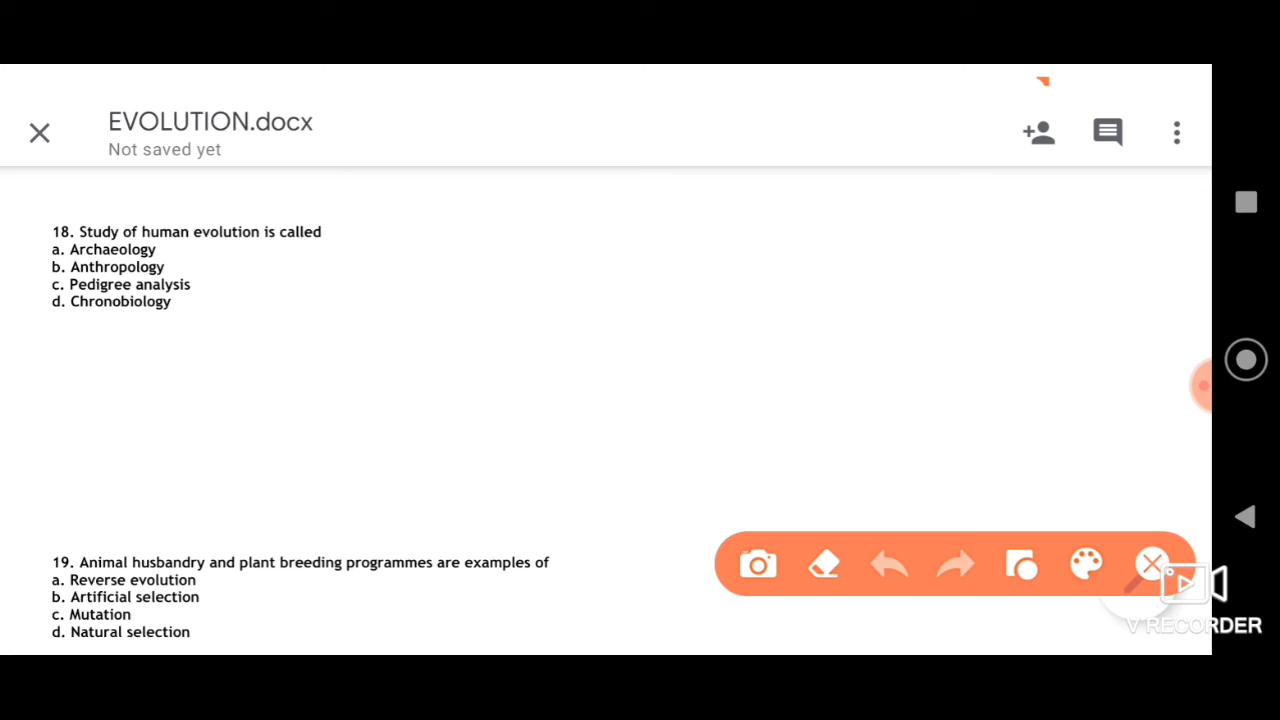 EVOLUTION.docx
Not saved yet
18. Study of human evolution is called
a. Archaeology
b. Anthropology
c. Pedigree analysis
d. Chronobiology
19. Animal husbandry and plant breeding programmes are examples of
a. Reverse evolution
b. Artificial selection
c. Mutation
d. Natural selection
V RECORDER